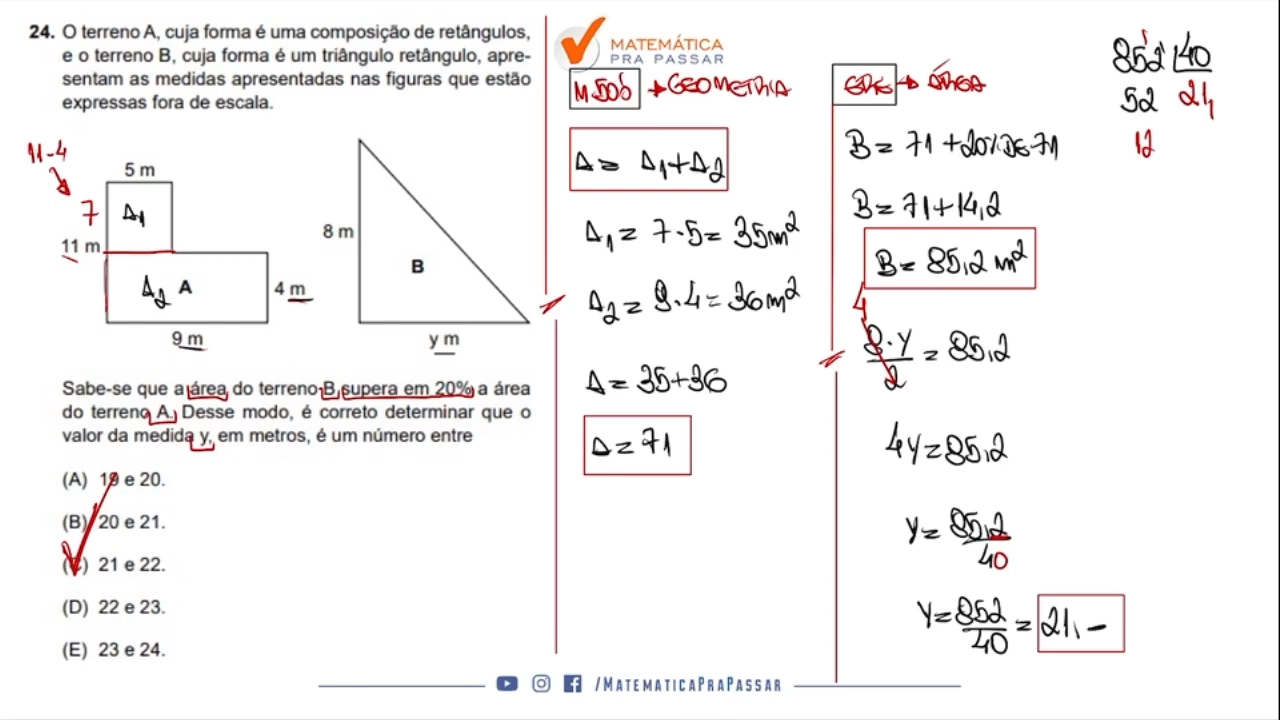 24. O terreno A, cuja forma é uma composição de retângulos,
e o terreno B, cuja forma é um triângulo retângulo, apre-
sentam as medidas apresentadas nas figuras que estão
expressas fora de escala.
11-4
7
5 m
A1
11 m
A2 A
4 m
9 m
8 m
B
y m
Sabe-se que a área do terreno B supera em 20% a área
do terreno A. Desse modo, é correto determinar que o
valor da medida y, em metros, é um número entre
(A) 19 e 20.
(B) 20 e 21.
(C) 21 e 22.
(D) 22 e 23.
(E) 23 e 24.
MATEMÁTICA
PRA PASSAR
→ GEOMETRIA
A = A1+A2
A1 = 7·5 = 35m²
A2 = 9·4 = 36m²
A = 35+36
A = 71
→ ÁREA
B = 71 + 20% DE 71
B = 71 + 14,2
B = 85,2 m²
4
8·y
2
= 85,2
4y = 85,2
y = 85,2
40
y = 852
40
= 21, –
852 40
52 21,
12
/MATEMATICAPRAPASSAR